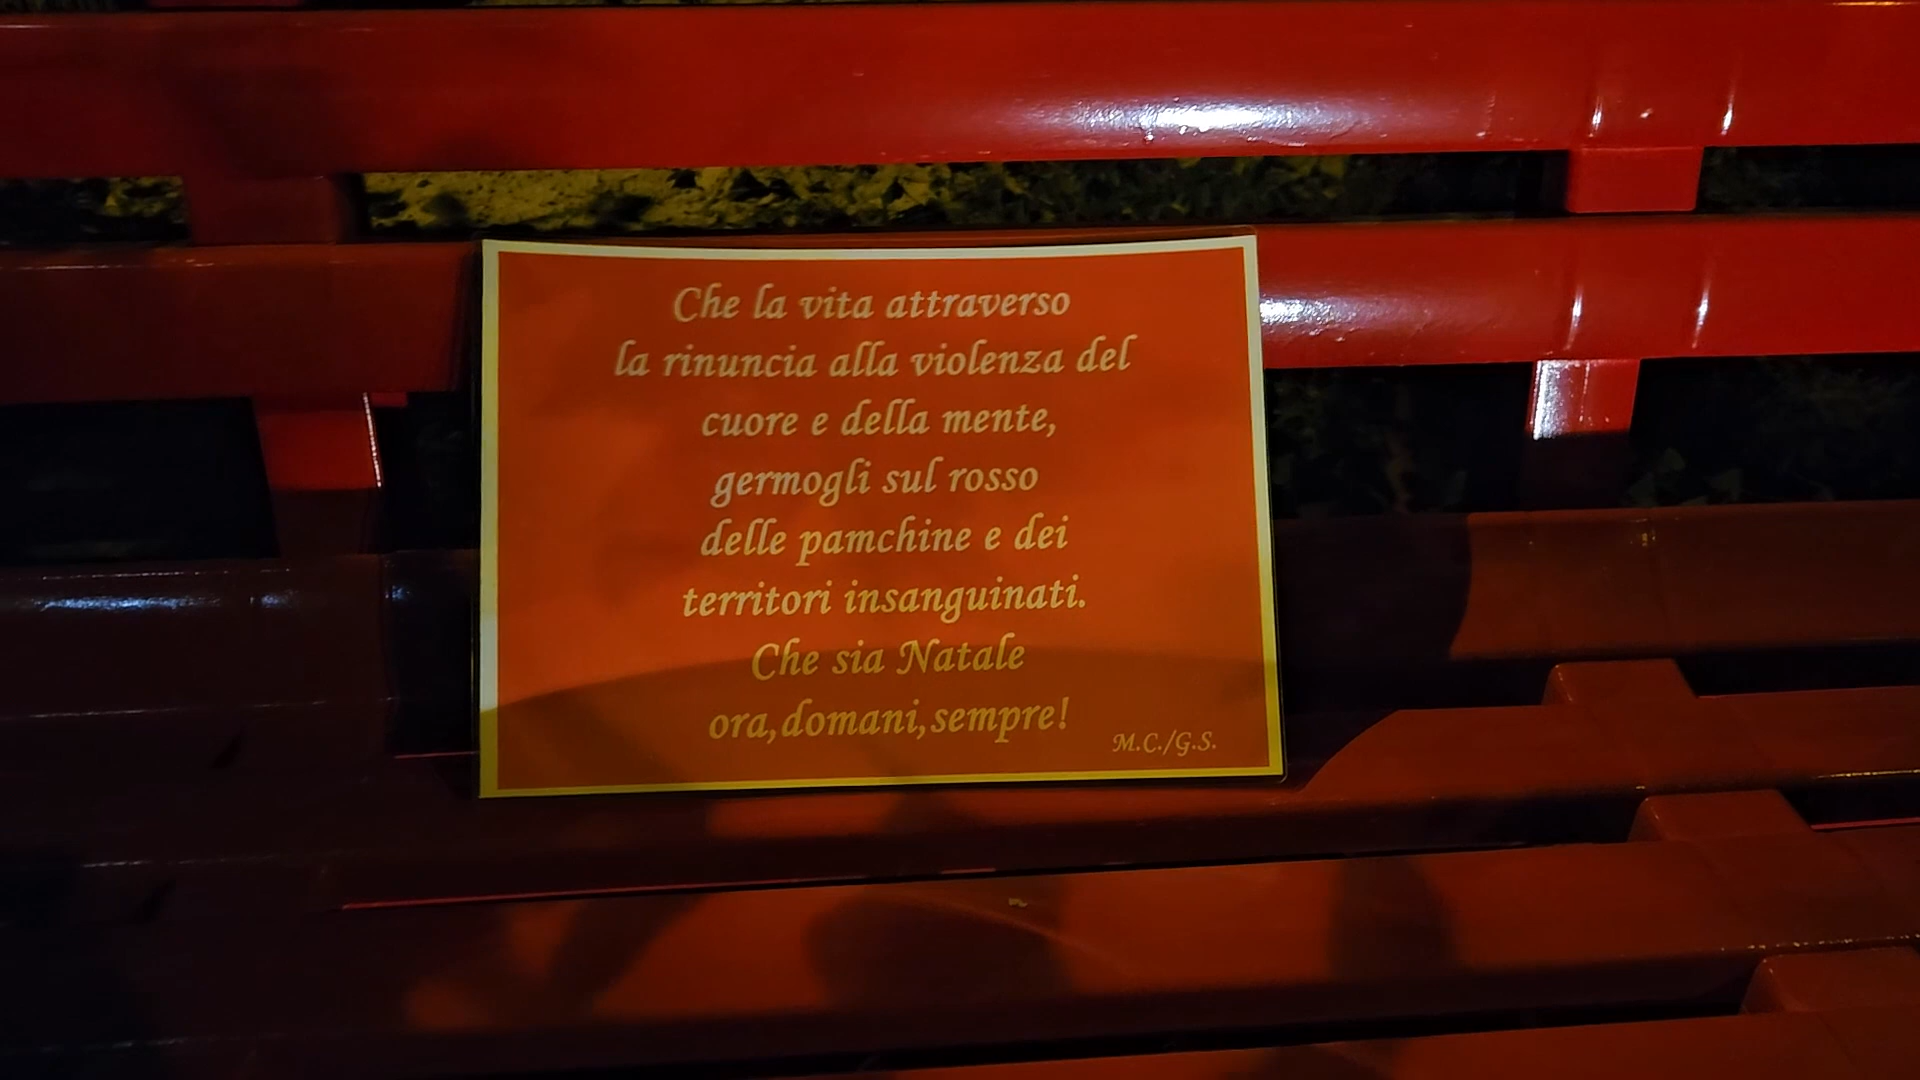 Che la vita attraverso
la rinuncia alla violenza del
cuore e della mente,
germogli sul rosso
delle pamchine e dei
territori insanguinati.
Che sia Natale
ora,domani,sempre!
M.C./G.S.